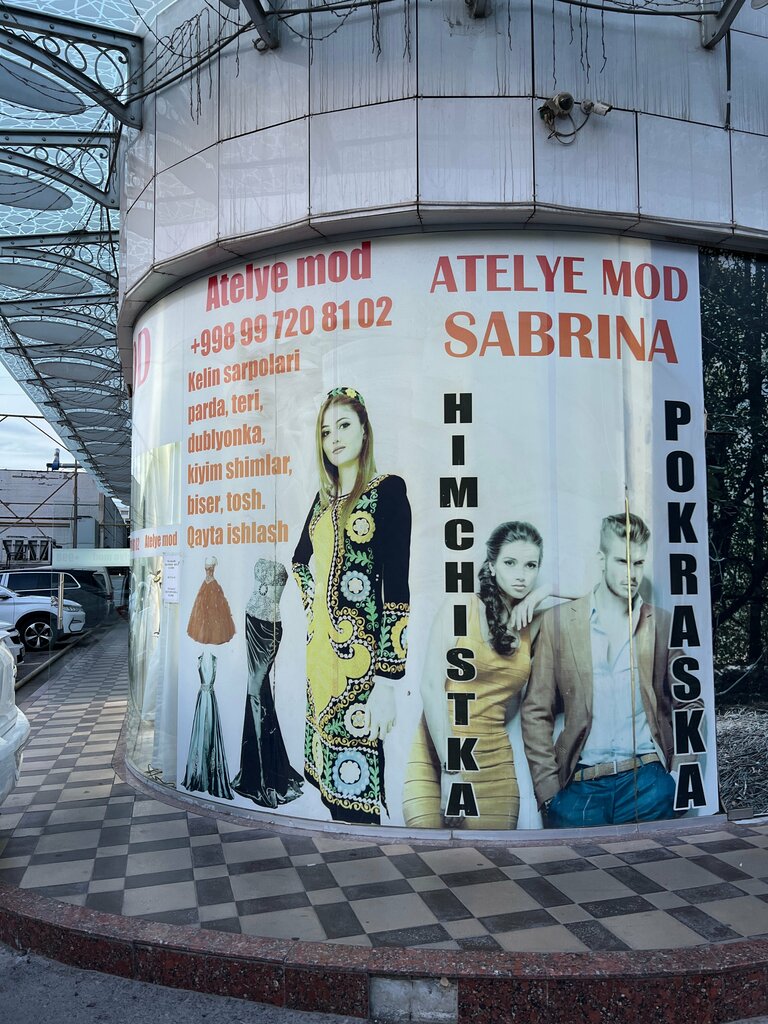 Atelye mod
+998 99 720 81 02
Kelin sarpolari
parda, teri,
dublyonka,
kiyim shimlar,
biser, tosh.
Qayta ishlash
Atelye mod
ATELYE MOD
SABRINA
HIMCHISTKA
POKRASKA